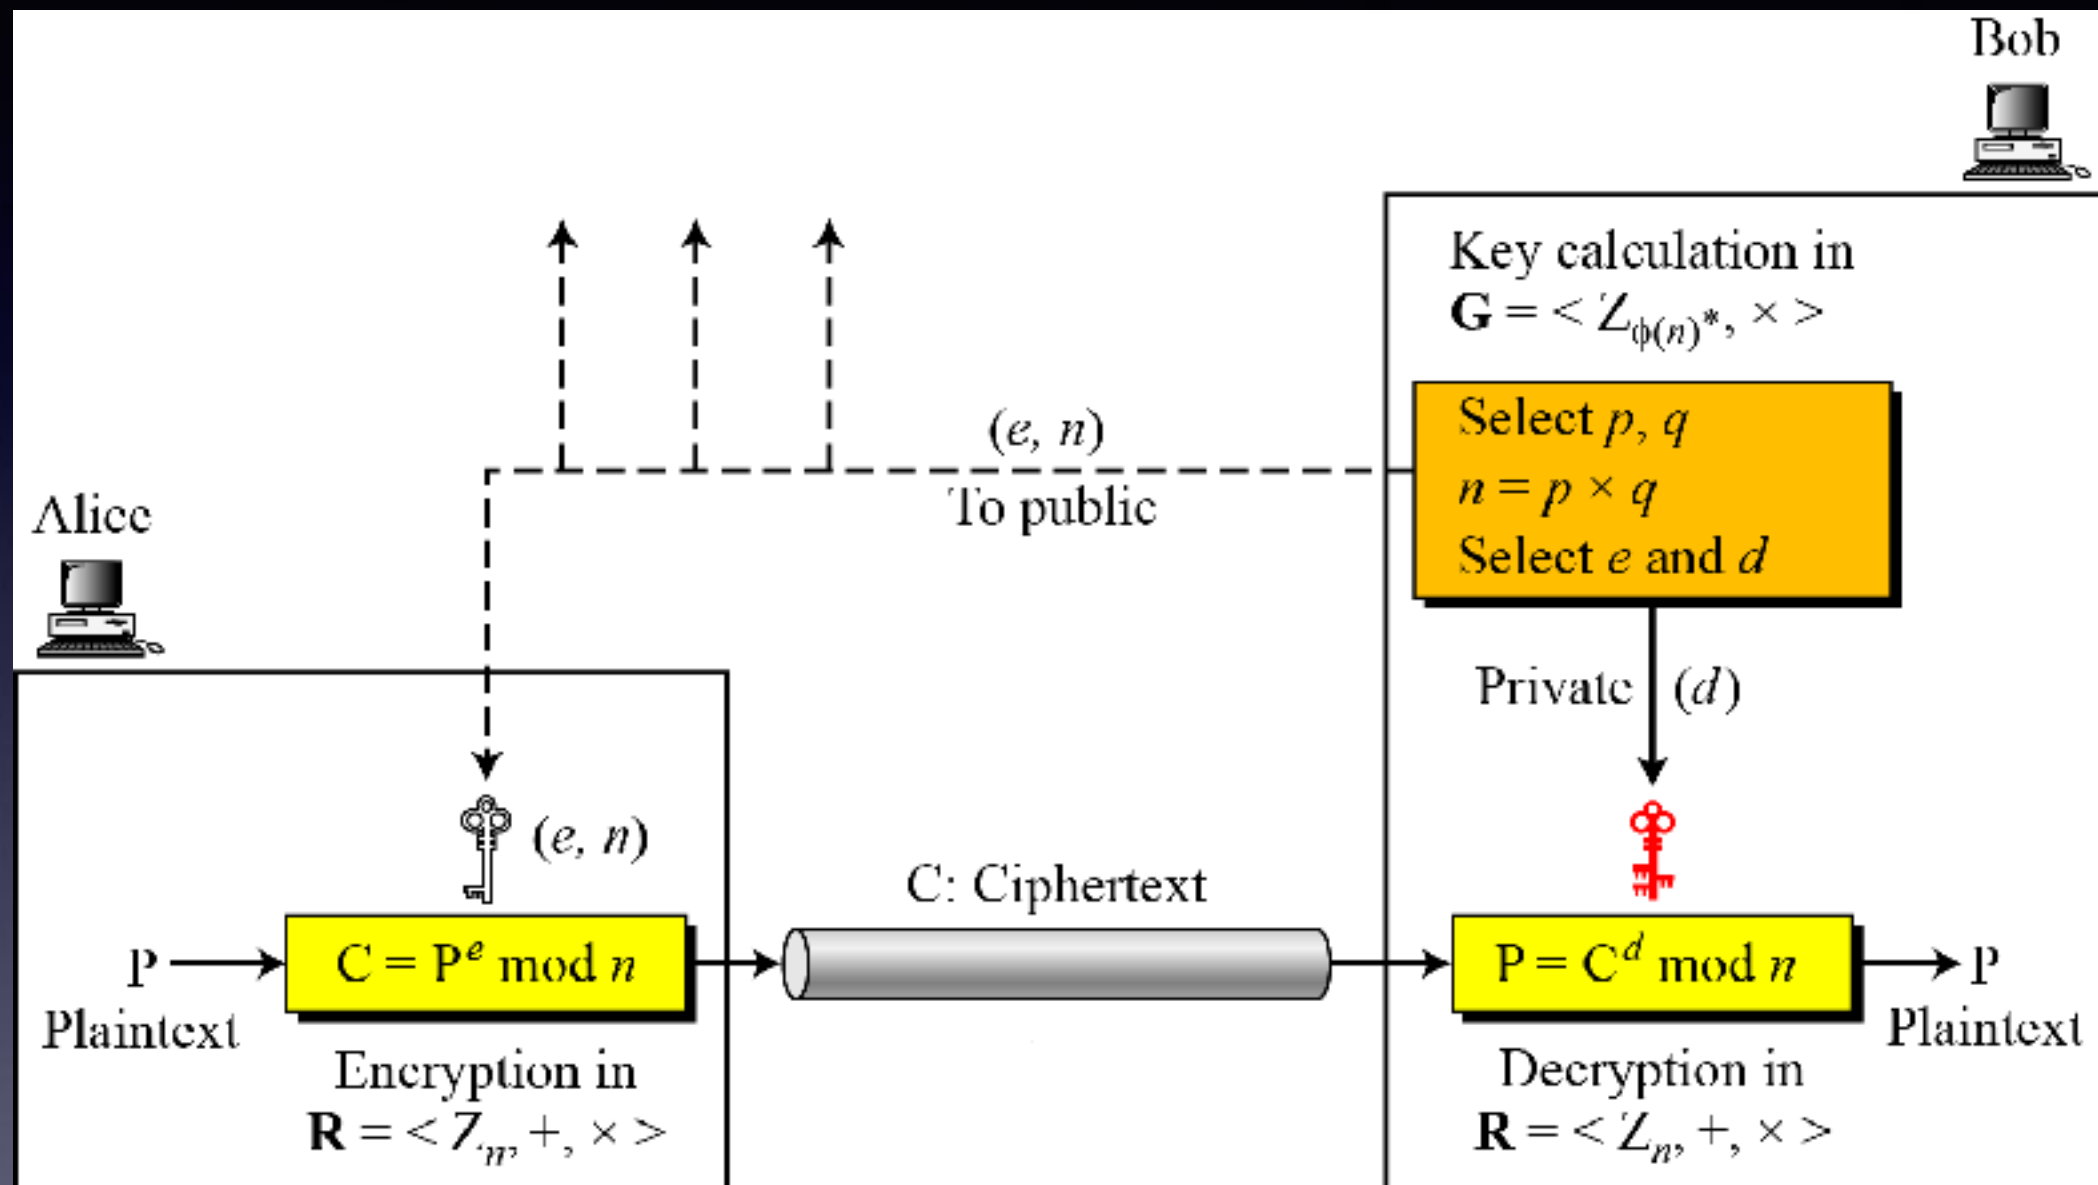 Bob
Key calculation in
G = < Z_ϕ(n)*, × >
Select p, q
n = p × q
Select e and d
(e, n)
To public
Alice
Private (d)
(e, n)
C: Ciphertext
P
Plaintext
C = P^e mod n
P = C^d mod n
P
Plaintext
Encryption in
R = < Z_n, +, × >
Decryption in
R = < Z_n, +, × >